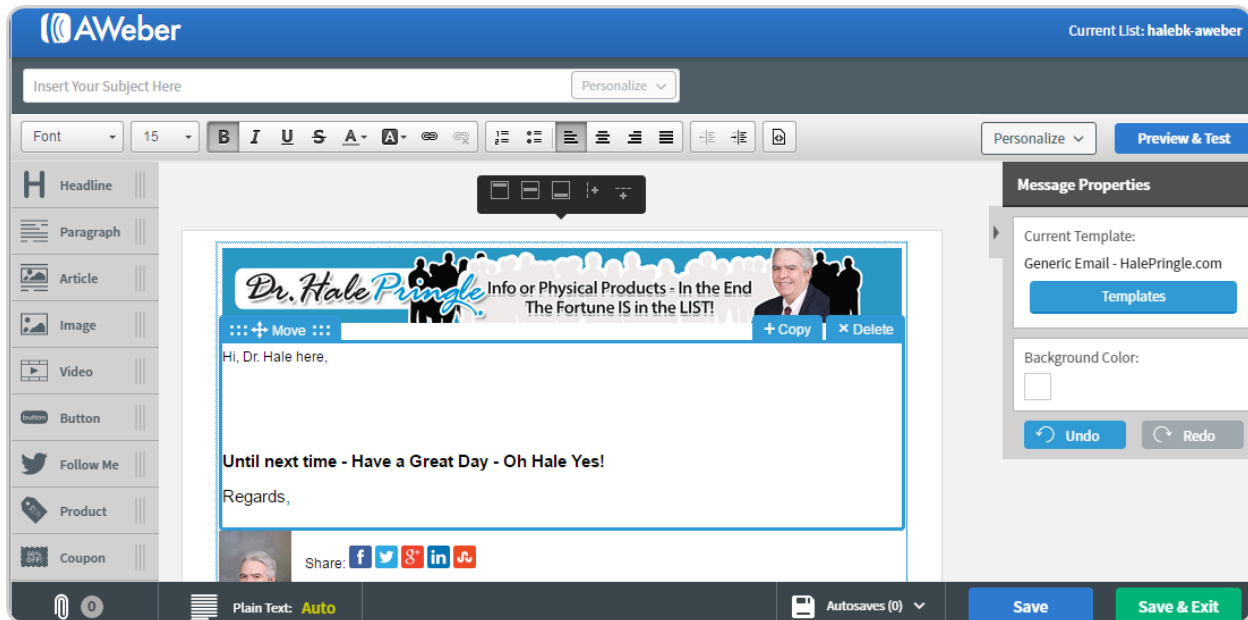 AWeber
Current List: halebk-aweber
Insert Your Subject Here
Personalize
Font
15
B I U S A A
Personalize
Preview & Test
Headline
Paragraph
Article
Image
Video
button
Button
Follow Me
Product
50% OFF!
Coupon
Dr. Hale Pringle
Info or Physical Products - In the End
The Fortune IS in the LIST!
Move
+ Copy
× Delete
Hi, Dr. Hale here,
Until next time - Have a Great Day - Oh Hale Yes!
Regards,
Share:
Message Properties
Current Template:
Generic Email - HalePringle.com
Templates
Background Color:
Undo
Redo
0
Plain Text: Auto
Autosaves (0)
Save
Save & Exit